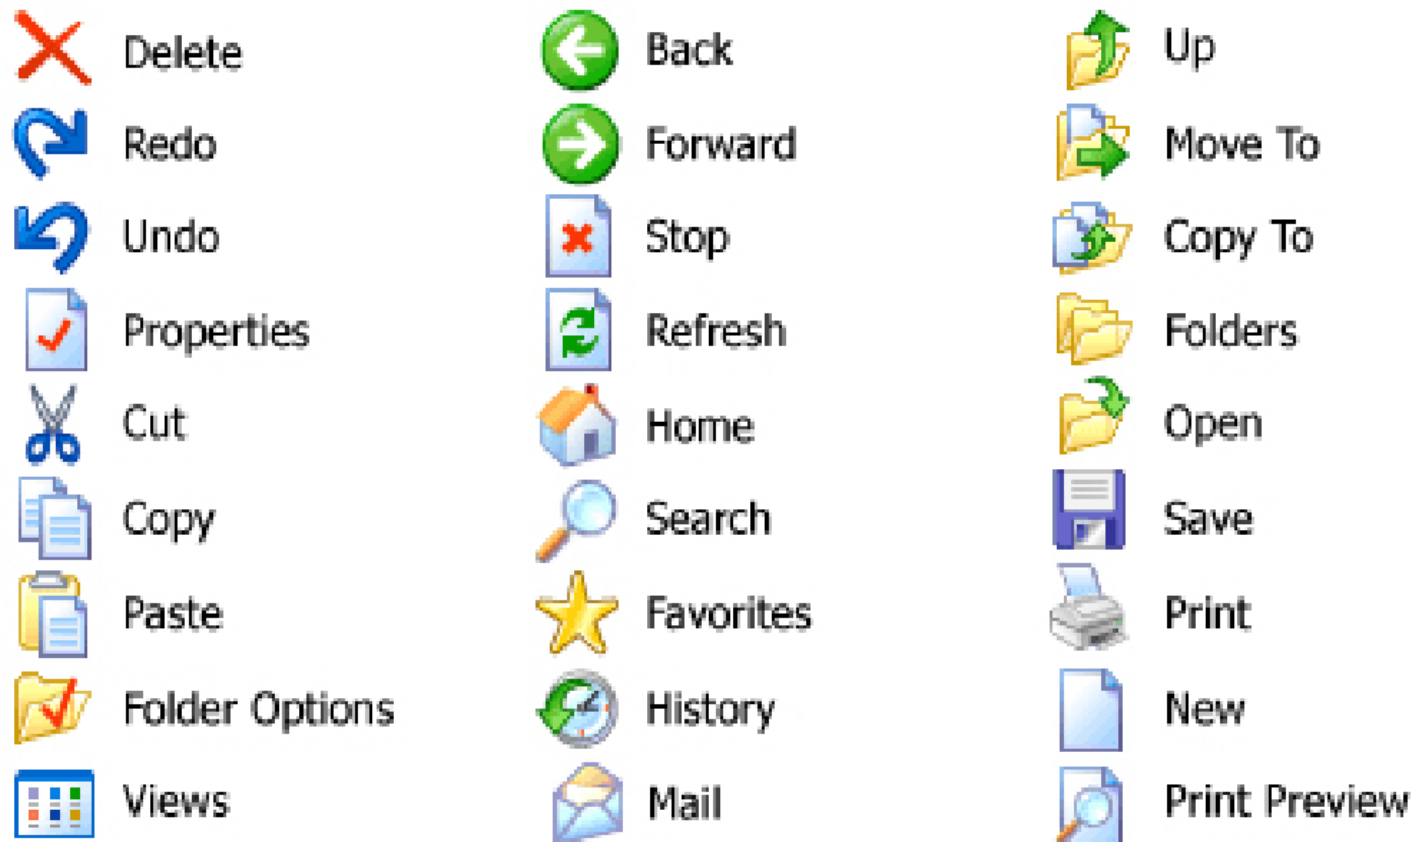 Delete
Redo
Undo
Properties
Cut
Copy
Paste
Folder Options
Views
Back
Forward
Stop
Refresh
Home
Search
Favorites
History
Mail
Up
Move To
Copy To
Folders
Open
Save
Print
New
Print Preview